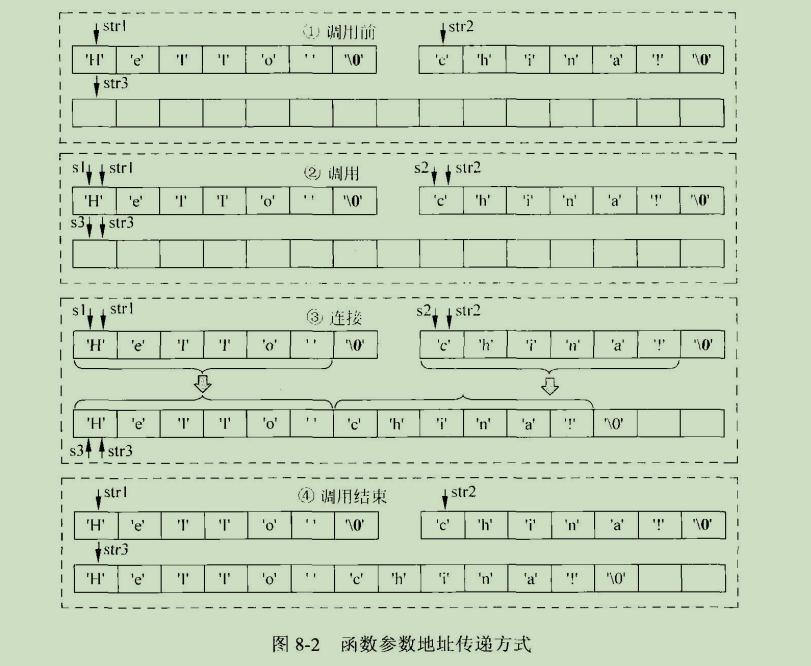 str1 ① 调用前 str2
'H' 'e' 'l' 'l' 'o' ' ' '\0' 'c' 'h' 'i' 'n' 'a' '!' '\0'
str3
s1 str1 ② 调用 s2 str2
'H' 'e' 'l' 'l' 'o' ' ' '\0' 'c' 'h' 'i' 'n' 'a' '!' '\0'
s3 str3
s1 str1 ③ 连接 s2 str2
'H' 'e' 'l' 'l' 'o' ' ' '\0' 'c' 'h' 'i' 'n' 'a' '!' '\0'
'H' 'e' 'l' 'l' 'o' ' ' 'c' 'h' 'i' 'n' 'a' '!' '\0'
s3 str3
str1 ④ 调用结束 str2
'H' 'e' 'l' 'l' 'o' ' ' '\0' 'c' 'h' 'i' 'n' 'a' '!' '\0'
str3
'H' 'e' 'l' 'l' 'o' ' ' 'c' 'h' 'i' 'n' 'a' '!' '\0'
图 8-2 函数参数地址传递方式